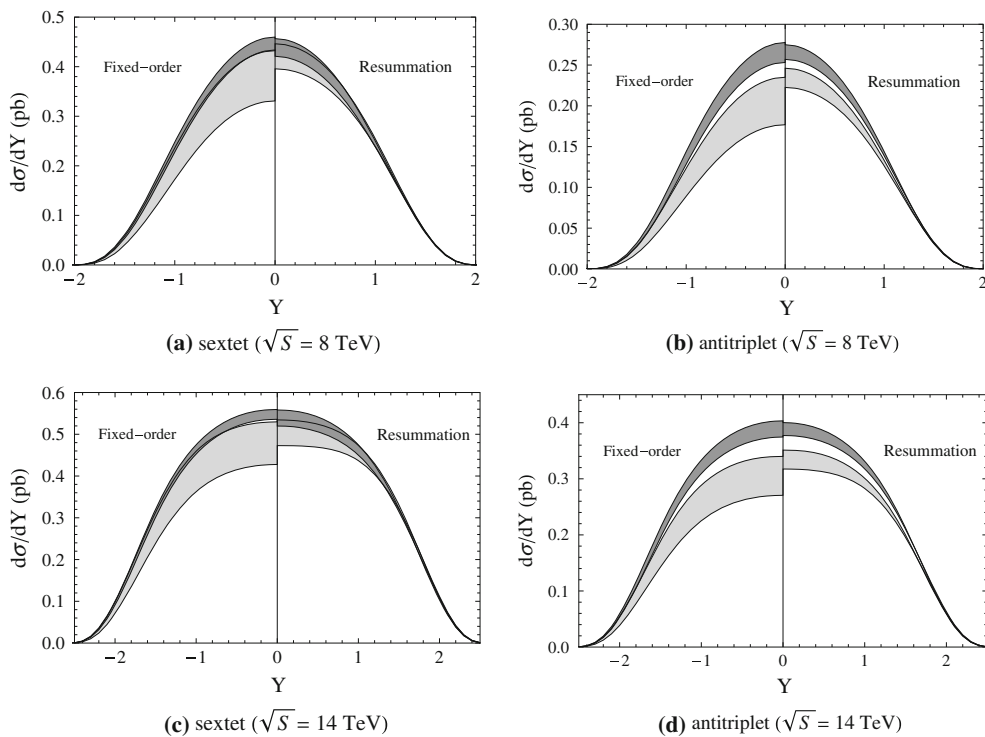 dσ/dY (pb)
0.5
0.4
0.3
0.2
0.1
0.0
Fixed−order
Resummation
−2
−1
0
1
2
Y
(a) sextet (√S = 8 TeV)
dσ/dY (pb)
0.30
0.25
0.20
0.15
0.10
0.05
0.00
Fixed−order
Resummation
−2
−1
0
1
2
Y
(b) antitriplet (√S = 8 TeV)
dσ/dY (pb)
0.6
0.5
0.4
0.3
0.2
0.1
0.0
Fixed−order
Resummation
−2
−1
0
1
2
Y
(c) sextet (√S = 14 TeV)
dσ/dY (pb)
0.4
0.3
0.2
0.1
0.0
Fixed−order
Resummation
−2
−1
0
1
2
Y
(d) antitriplet (√S = 14 TeV)